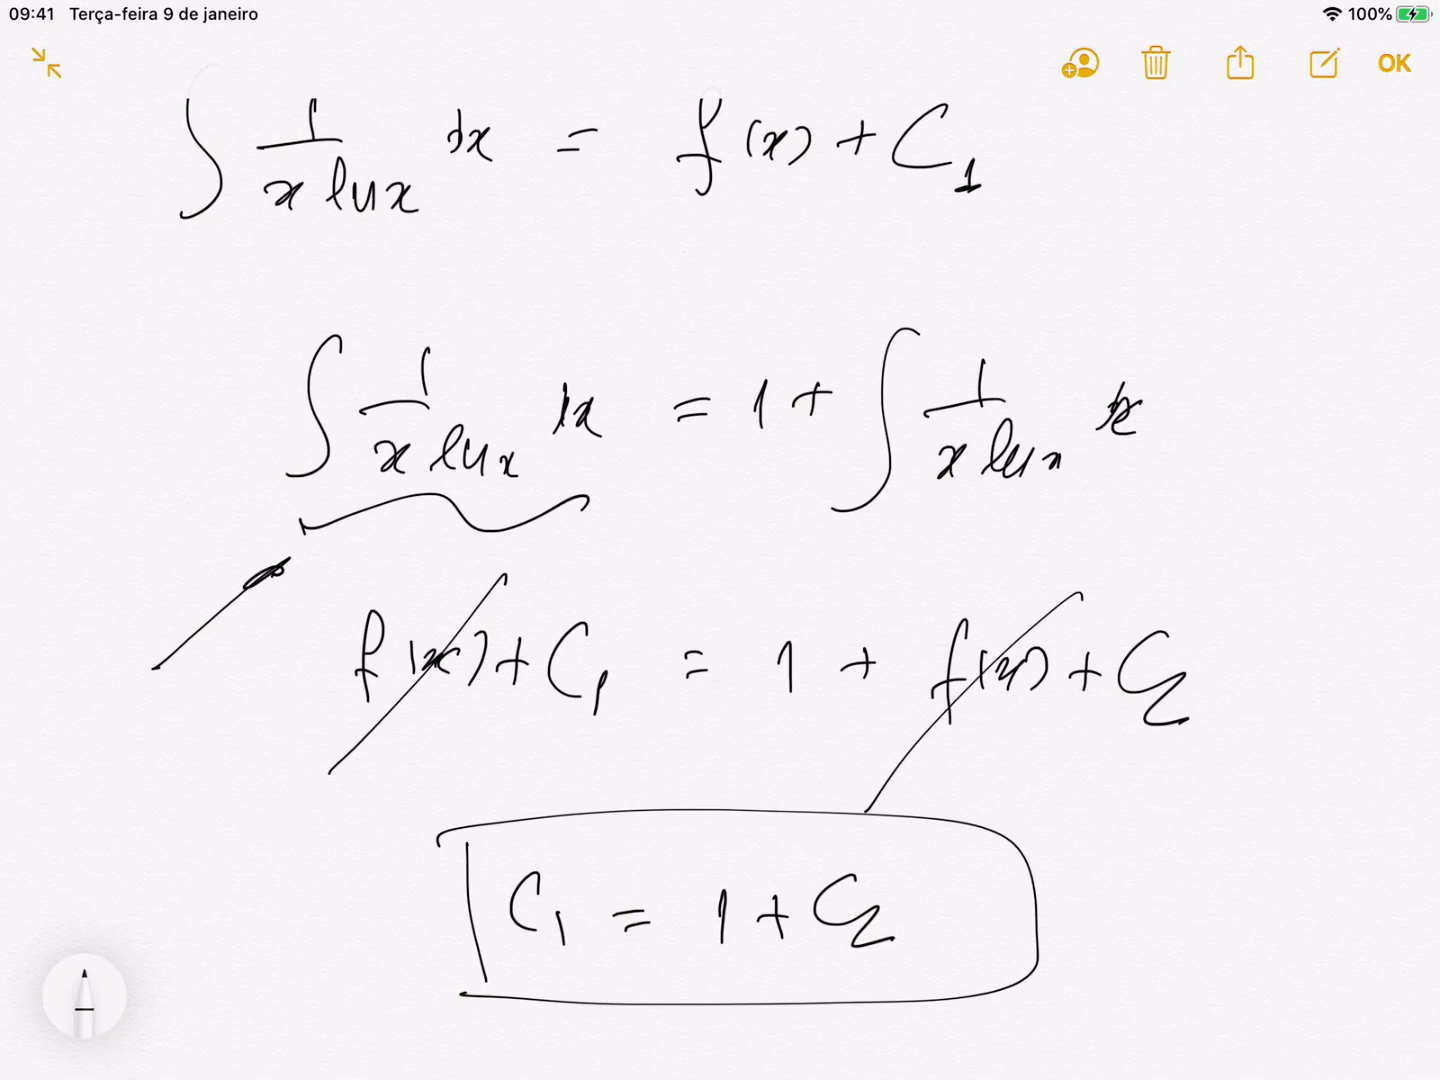 09:41 Terça-feira 9 de janeiro 100%
OK
∫ 1/(x ln x) dx = f(x) + C₁
∫ 1/(x ln x) dx = 1 + ∫ 1/(x ln x) dx
f(x) + C₁ = 1 + f(x) + C₂
C₁ = 1 + C₂